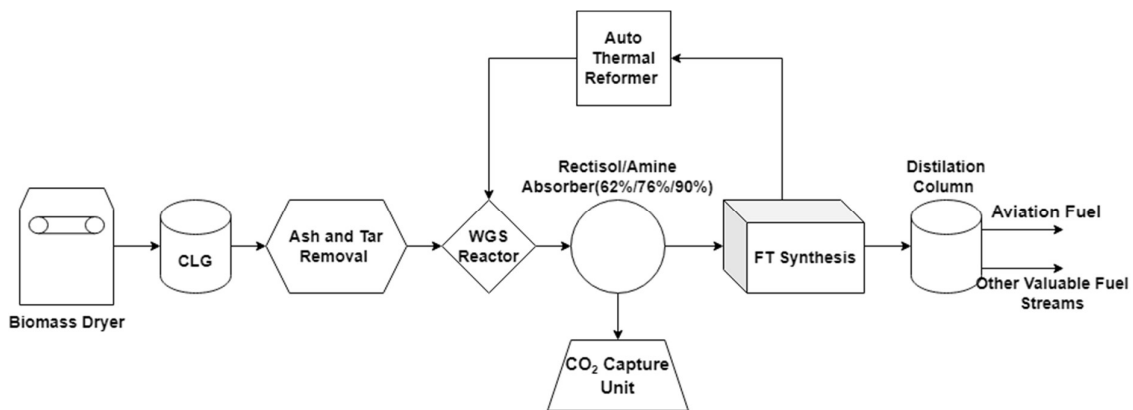 Auto
Thermal
Reformer
Rectisol/Amine
Absorber(62%/76%/90%)
Distilation
Column
Aviation Fuel
CLG
Ash and Tar
Removal
WGS
Reactor
FT Synthesis
Other Valuable Fuel
Streams
Biomass Dryer
CO₂ Capture
Unit